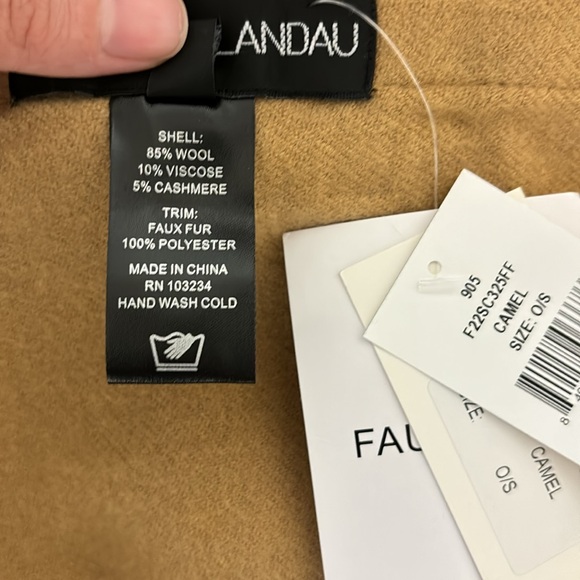 LANDAU
SHELL:
85% WOOL
10% VISCOSE
5% CASHMERE
TRIM:
FAUX FUR
100% POLYESTER
MADE IN CHINA
RN 103234
HAND WASH COLD
905
F22SC325FF
CAMEL
SIZE: O/S
FAU
CAMEL
O/S